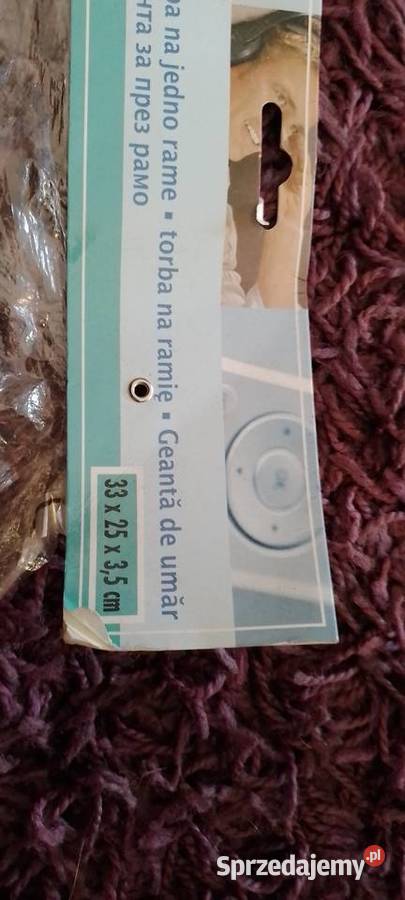 ba na jedno rame ▪ torba na ramię ▪ Geantă de umăr
нта за през рамо
33 x 25 x 3,5 cm
Sprzedajemy.pl